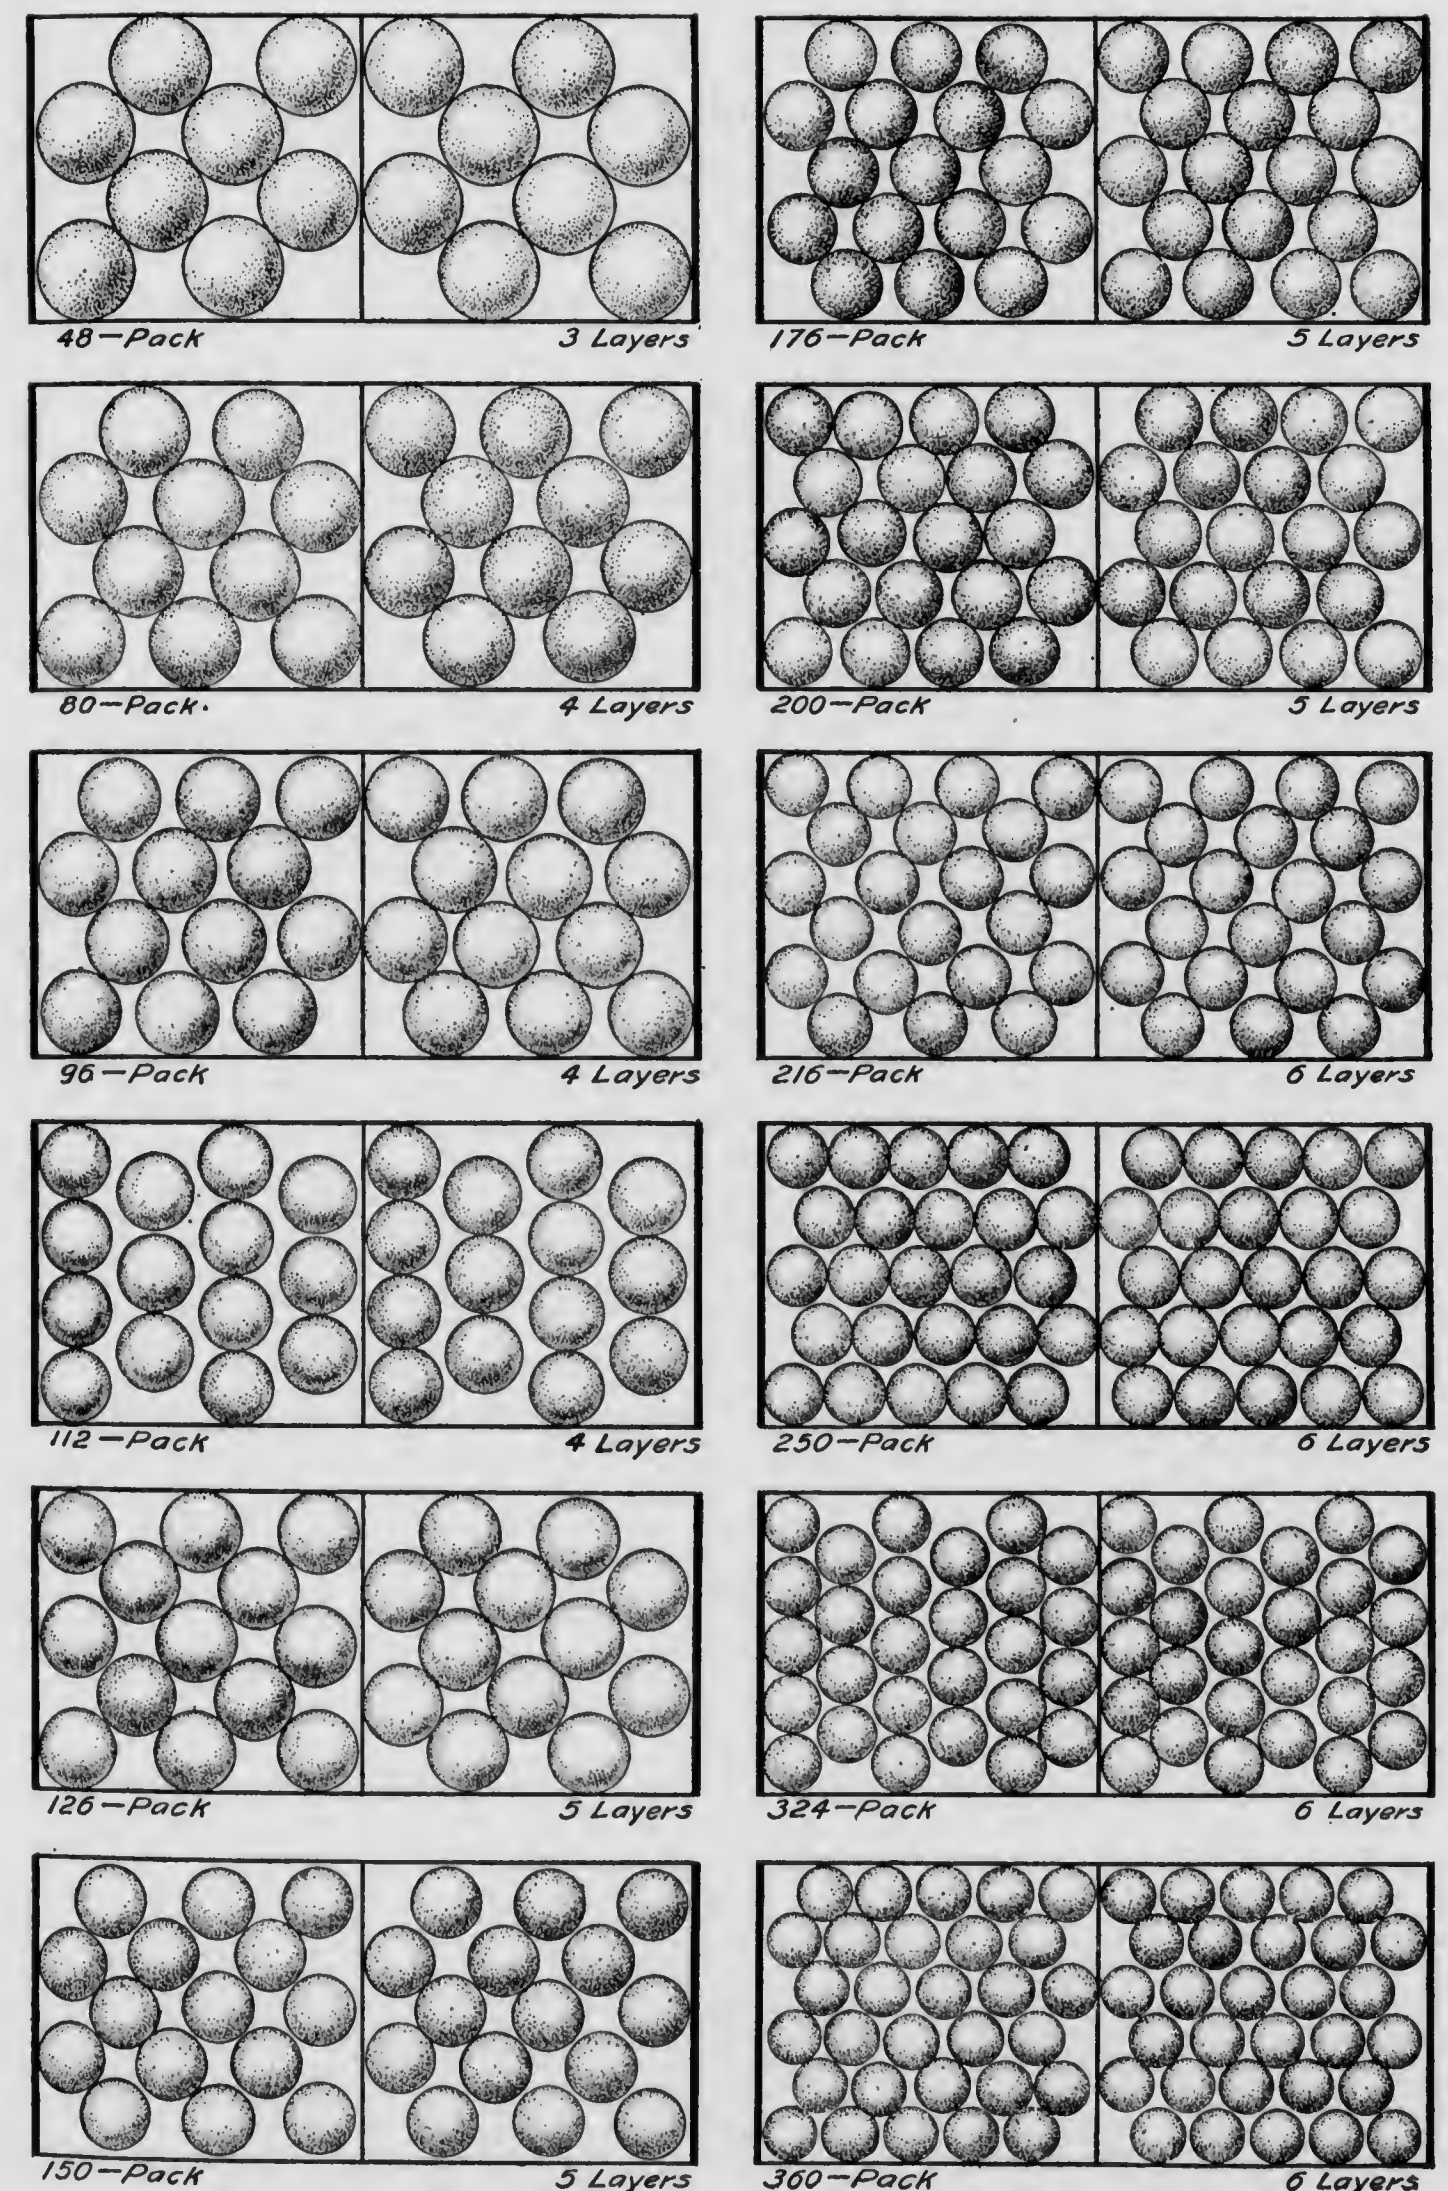 48—Pack 3 Layers
176—Pack 5 Layers
80—Pack. 4 Layers
200—Pack 5 Layers
96—Pack 4 Layers
216—Pack 6 Layers
112—Pack 4 Layers
250—Pack 6 Layers
126—Pack 5 Layers
324—Pack 6 Layers
150—Pack 5 Layers
360—Pack 6 Layers